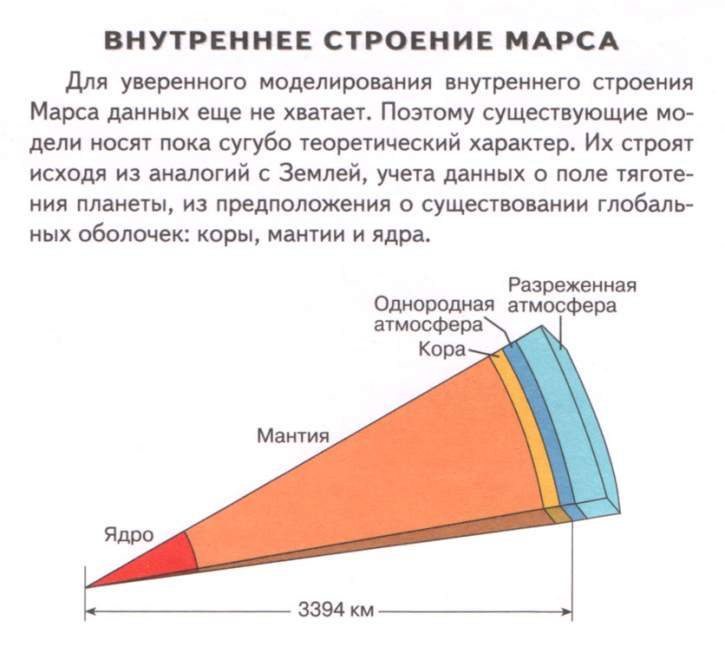 ВНУТРЕННЕЕ СТРОЕНИЕ МАРСА
Для уверенного моделирования внутреннего строения
Марса данных еще не хватает. Поэтому существующие мо-
дели носят пока сугубо теоретический характер. Их строят
исходя из аналогий с Землей, учета данных о поле тяготе-
ния планеты, из предположения о существовании глобаль-
ных оболочек: коры, мантии и ядра.
Разреженная
атмосфера
Однородная
атмосфера
Кора
Мантия
Ядро
3394 км